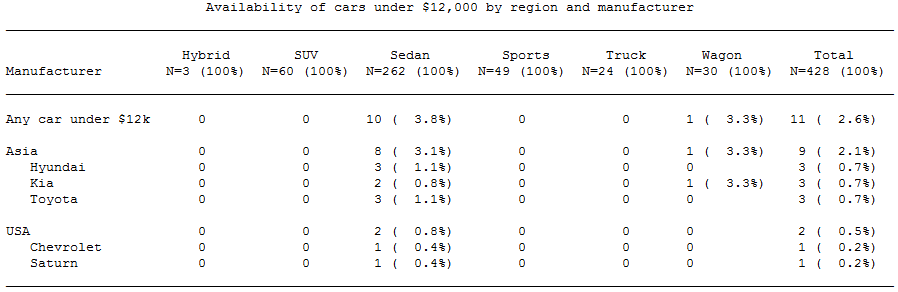 Availability of cars under $12,000 by region and manufacturer
Hybrid SUV Sedan Sports Truck Wagon Total
Manufacturer N=3 (100%) N=60 (100%) N=262 (100%) N=49 (100%) N=24 (100%) N=30 (100%) N=428 (100%)
Any car under $12k 0 0 10 ( 3.8%) 0 0 1 ( 3.3%) 11 ( 2.6%)
Asia 0 0 8 ( 3.1%) 0 0 1 ( 3.3%) 9 ( 2.1%)
Hyundai 0 0 3 ( 1.1%) 0 0 0 3 ( 0.7%)
Kia 0 0 2 ( 0.8%) 0 0 1 ( 3.3%) 3 ( 0.7%)
Toyota 0 0 3 ( 1.1%) 0 0 0 3 ( 0.7%)
USA 0 0 2 ( 0.8%) 0 0 0 2 ( 0.5%)
Chevrolet 0 0 1 ( 0.4%) 0 0 0 1 ( 0.2%)
Saturn 0 0 1 ( 0.4%) 0 0 0 1 ( 0.2%)